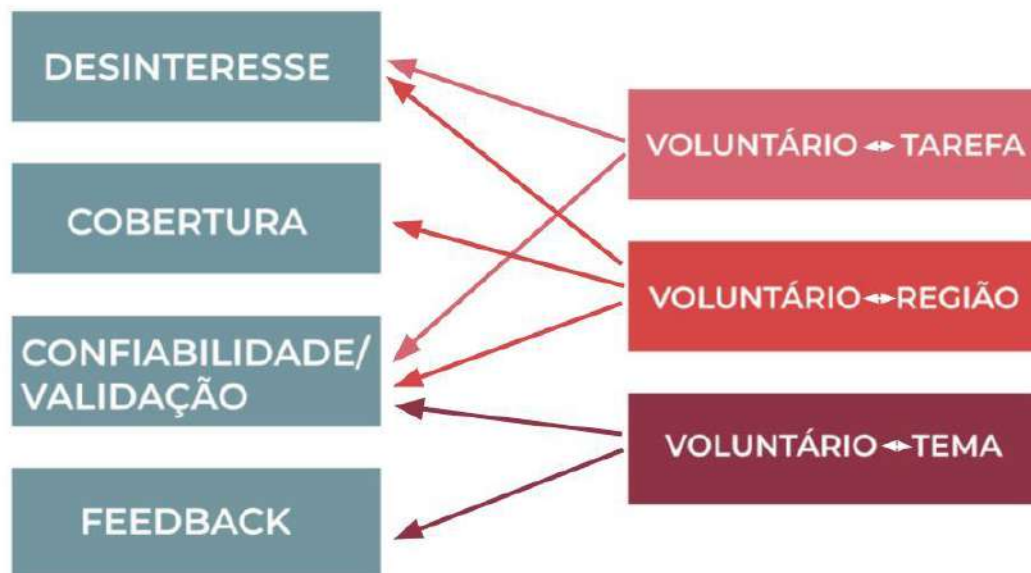 DESINTERESSE
COBERTURA
CONFIABILIDADE/
VALIDAÇÃO
FEEDBACK
VOLUNTÁRIO TAREFA
VOLUNTÁRIO REGIÃO
VOLUNTÁRIO TEMA